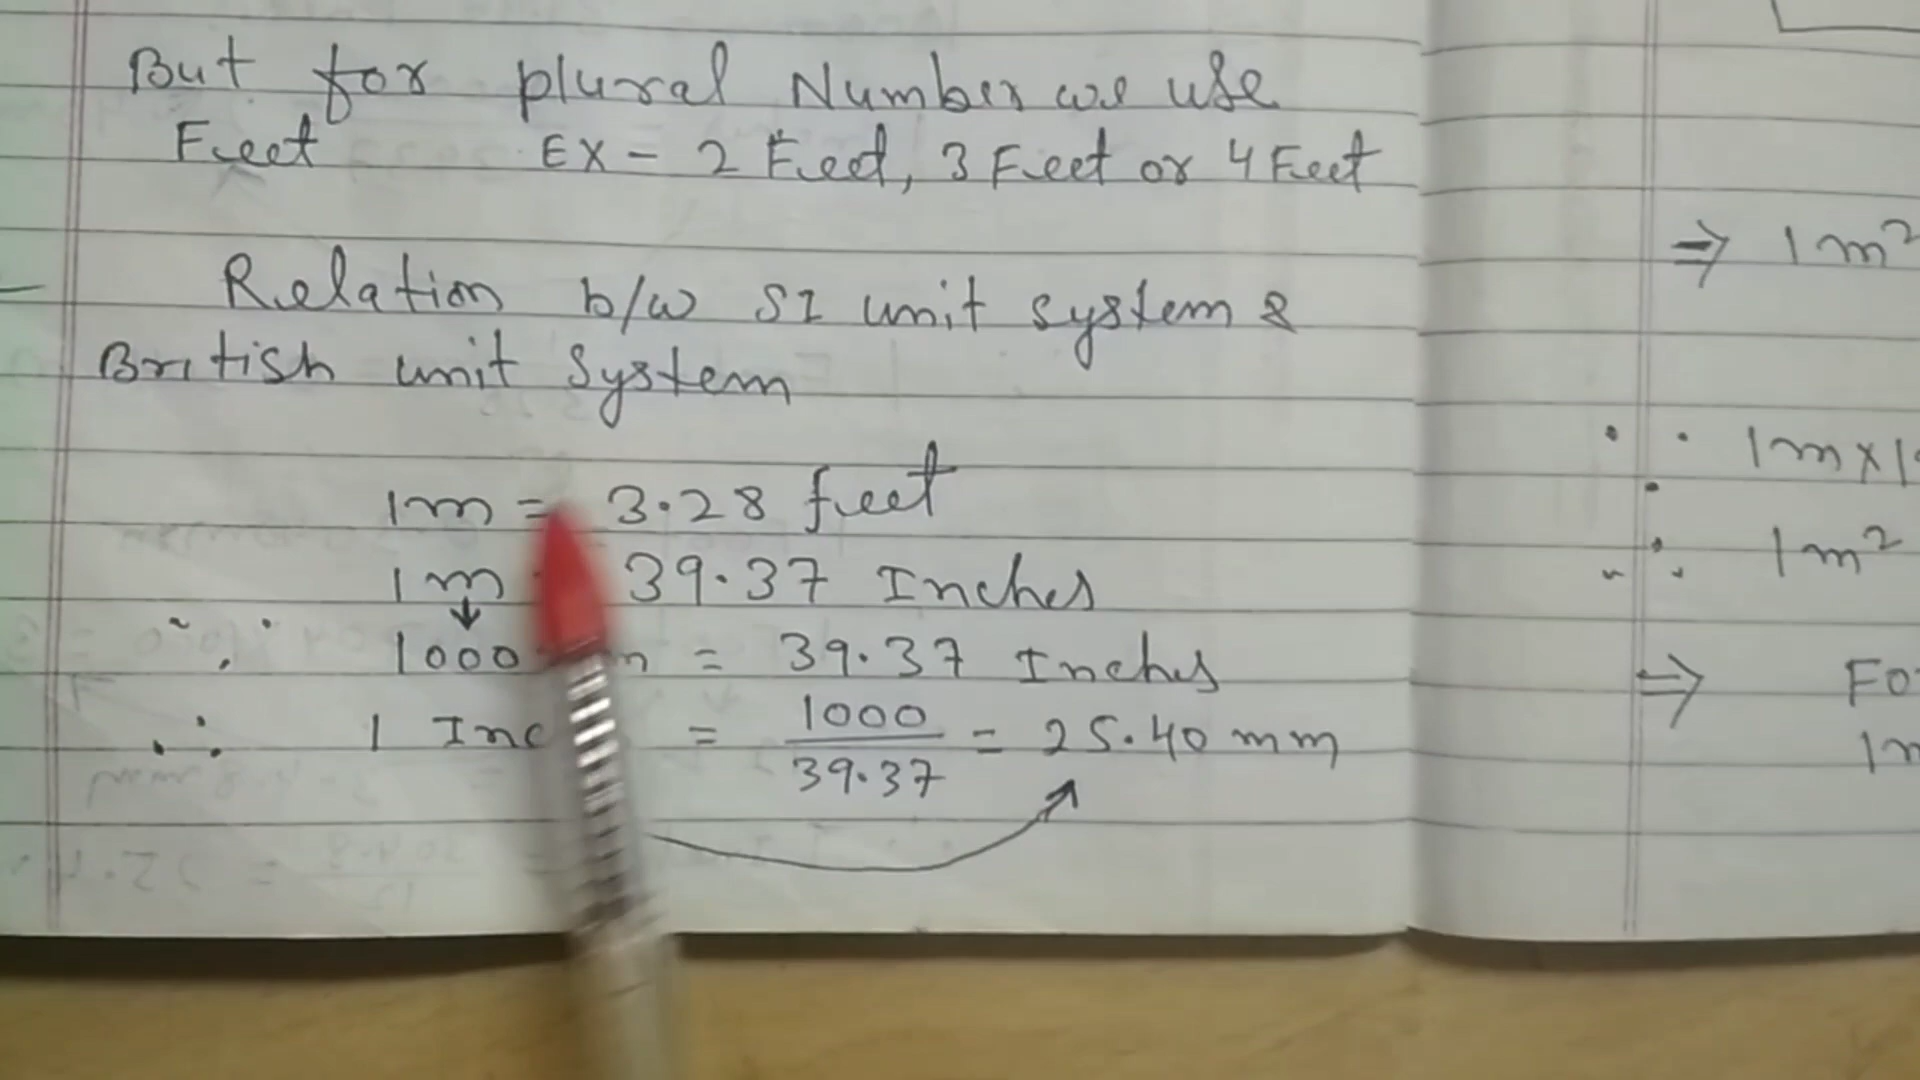 But for plural Number we use
Feet EX - 2 Feet, 3 Feet or 4 Feet
Relation b/w SI unit system &
British unit system
1m = 3.28 feet
1m 39.37 Inches
↓
∵ 1000 = 39.37 Inches
∴ 1 = 1000/39.37 = 25.40 mm
⇒ 1m²
1m x 1
1m²
⇒